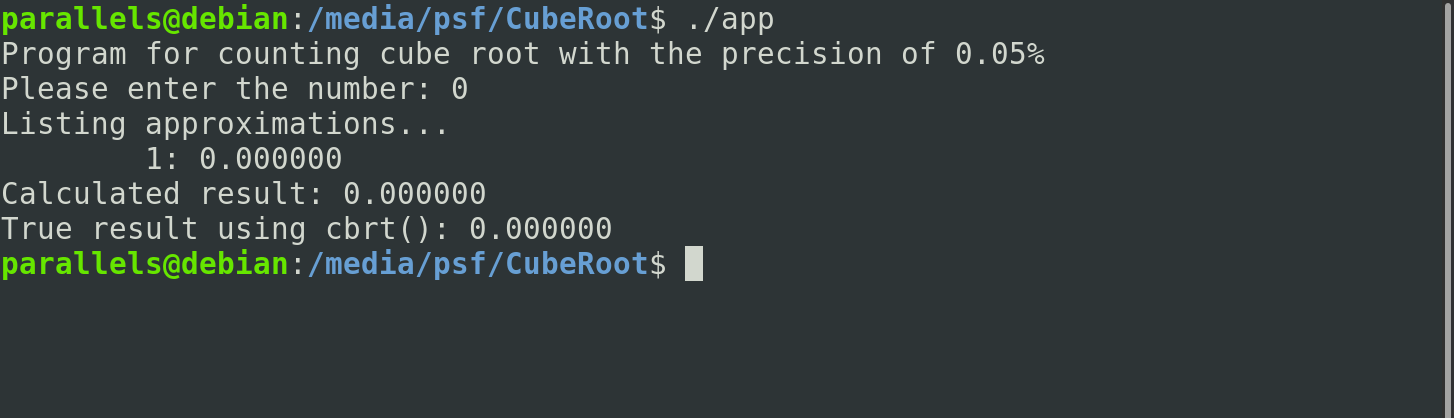 parallels@debian:/media/psf/CubeRoot$ ./app
Program for counting cube root with the precision of 0.05%
Please enter the number: 0
Listing approximations...
        1: 0.000000
Calculated result: 0.000000
True result using cbrt(): 0.000000
parallels@debian:/media/psf/CubeRoot$